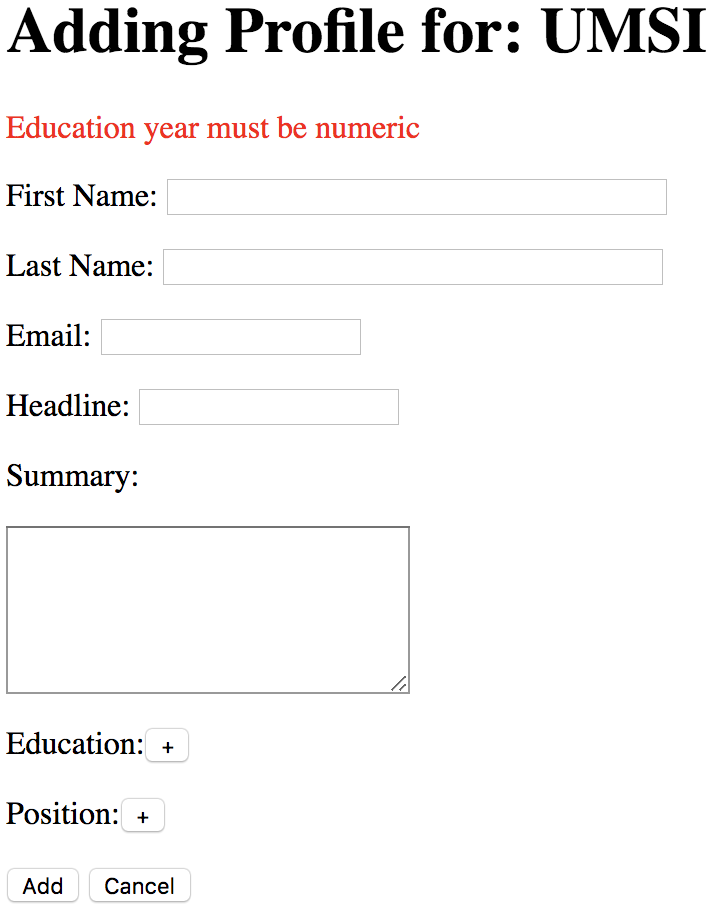 Adding Profile for: UMSI
Education year must be numeric
First Name:
Last Name:
Email:
Headline:
Summary:
Education: +
Position: +
Add Cancel